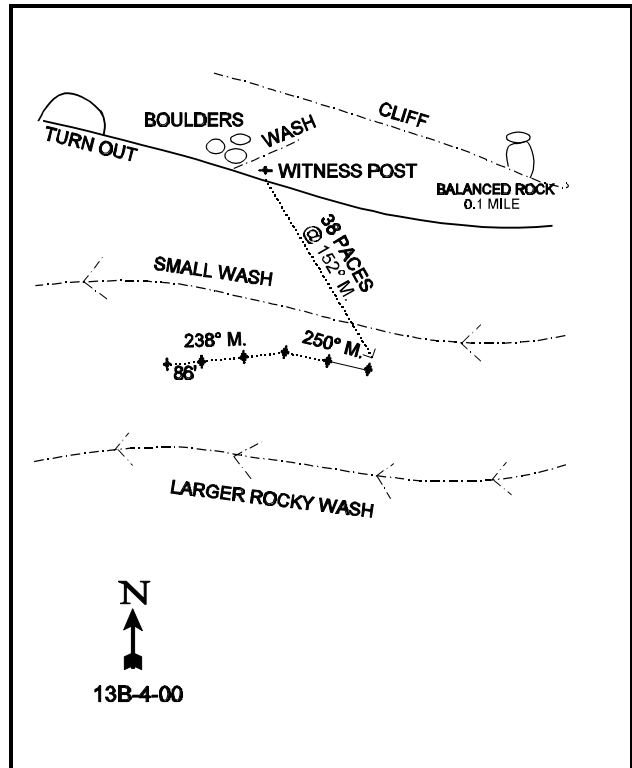 CLIFF
BOULDERS
WASH
TURN OUT
WITNESS POST
BALANCED ROCK
0.1 MILE
38 PACES
@ 152° M
SMALL WASH
238° M.
250° M.
86'
LARGER ROCKY WASH
N
13B-4-00